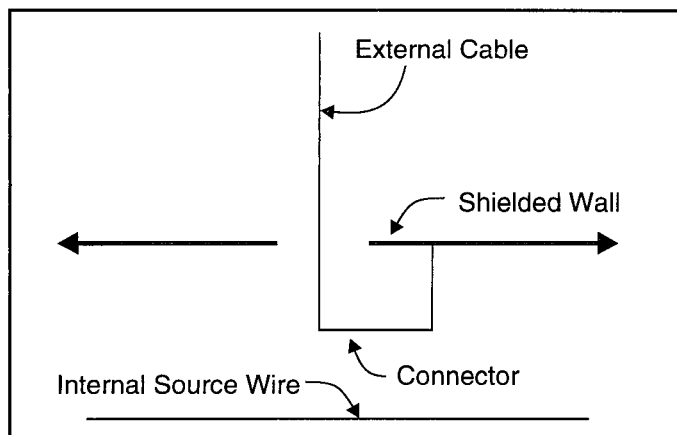 External Cable
Shielded Wall
Connector
Internal Source Wire